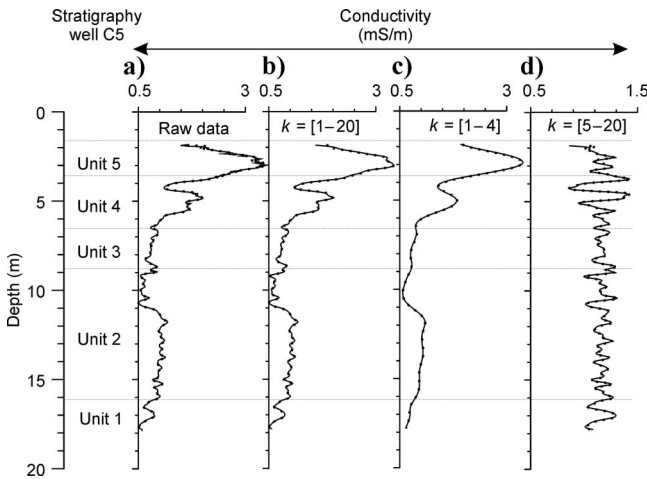 Stratigraphy
well C5
Conductivity
(mS/m)
a) b) c) d)
0.5 3 0.5 3 0.5 3 0.5 1.5
Raw data k = [1–20] k = [1–4] k = [5–20]
Depth (m)
0
5
10
15
20
Unit 5
Unit 4
Unit 3
Unit 2
Unit 1